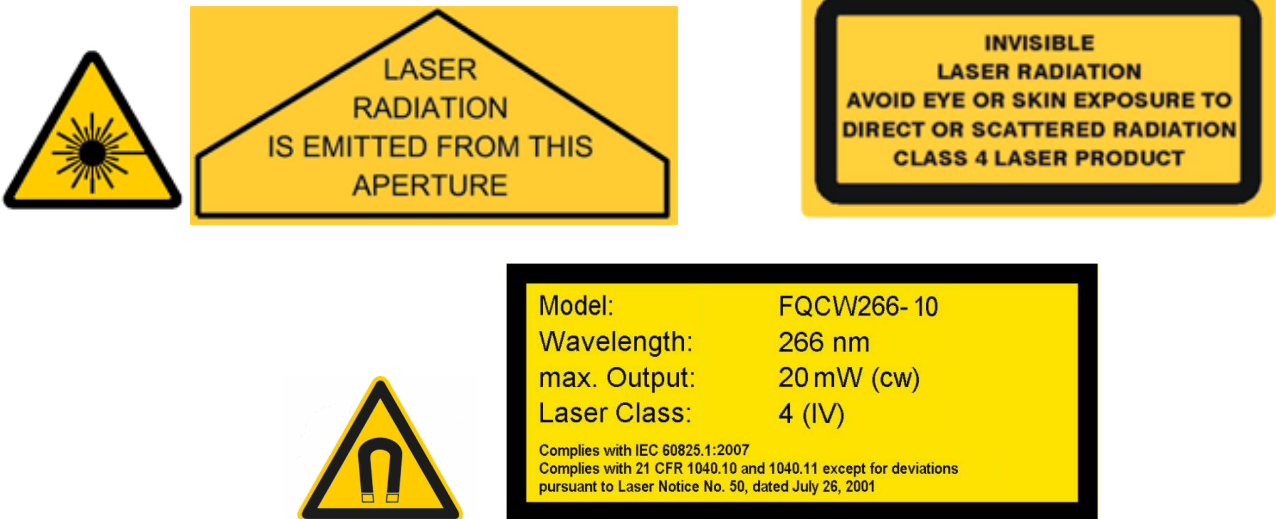 LASER
RADIATION
IS EMITTED FROM THIS
APERTURE
INVISIBLE
LASER RADIATION
AVOID EYE OR SKIN EXPOSURE TO
DIRECT OR SCATTERED RADIATION
CLASS 4 LASER PRODUCT
Model: FQCW266-10
Wavelength: 266 nm
max. Output: 20 mW (cw)
Laser Class: 4 (IV)
Complies with IEC 60825.1:2007
Complies with 21 CFR 1040.10 and 1040.11 except for deviations
pursuant to Laser Notice No. 50, dated July 26, 2001